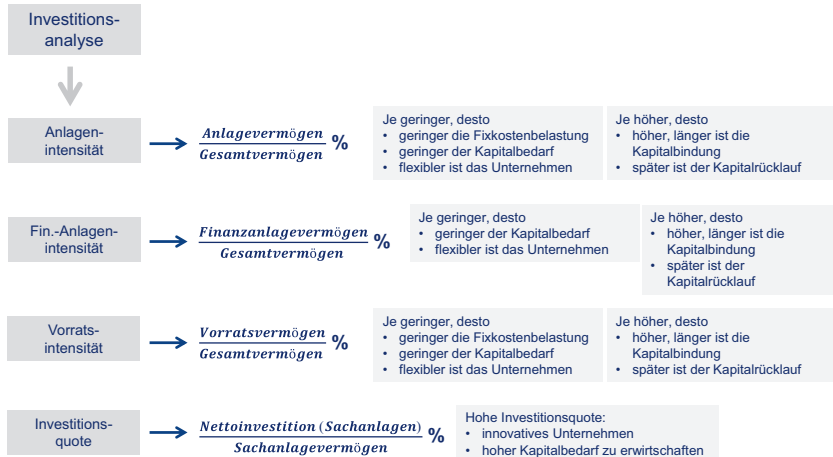 Investitions-
analyse
Anlagen-
intensität
Anlagevermögen
Gesamtvermögen
%
Je geringer, desto
• geringer die Fixkostenbelastung
• geringer der Kapitalbedarf
• flexibler ist das Unternehmen
Je höher, desto
• höher, länger ist die
Kapitalbindung
• später ist der Kapitalrücklauf
Fin.-Anlagen-
intensität
Finanzanlagevermögen
Gesamtvermögen
%
Je geringer, desto
• geringer der Kapitalbedarf
• flexibler ist das Unternehmen
Je höher, desto
• höher, länger ist die
Kapitalbindung
• später ist der
Kapitalrücklauf
Vorrats-
intensität
Vorratsvermögen
Gesamtvermögen
%
Je geringer, desto
• geringer die Fixkostenbelastung
• geringer der Kapitalbedarf
• flexibler ist das Unternehmen
Je höher, desto
• höher, länger ist die
Kapitalbindung
• später ist der Kapitalrücklauf
Investitions-
quote
Nettoinvestition (Sachanlagen)
Sachanlagevermögen
%
Hohe Investitionsquote:
• innovatives Unternehmen
• hoher Kapitalbedarf zu erwirtschaften